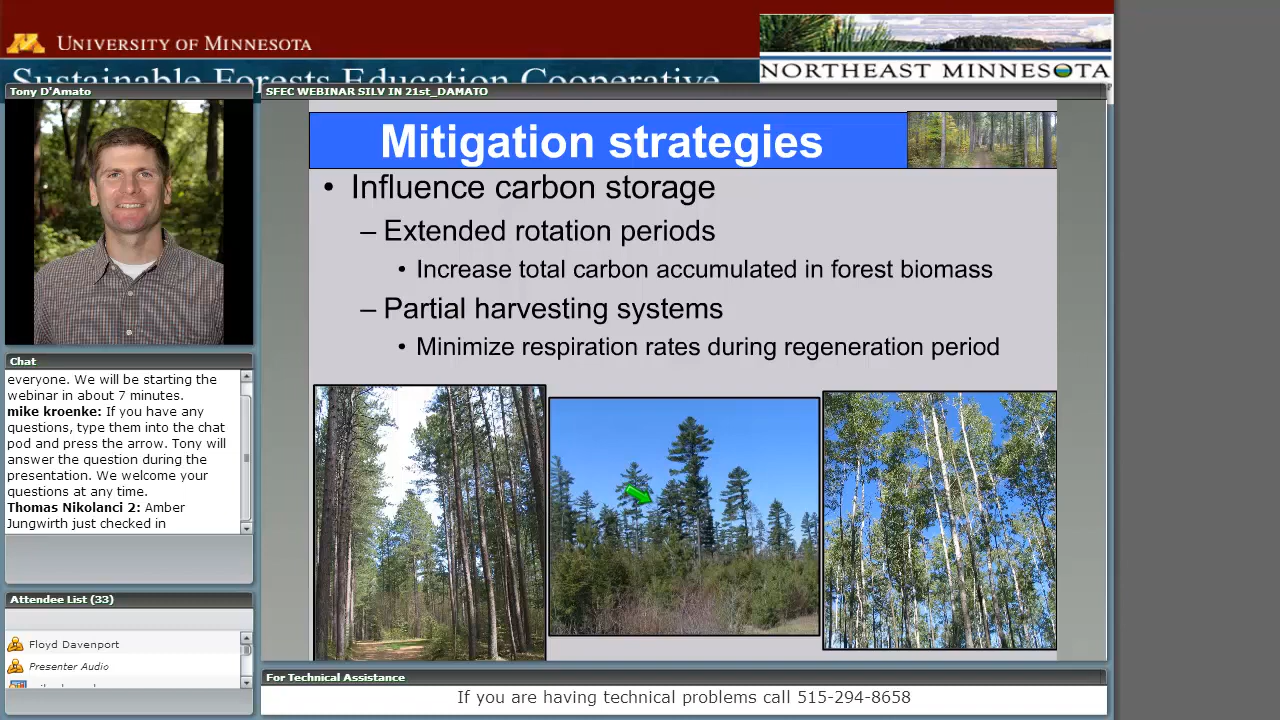 UNIVERSITY OF MINNESOTA
Sustainable Forests Education Cooperative
NORTHEAST MINNESOTA
Tony D'Amato
SFEC WEBINAR SILV IN 21st_DAMATO
Mitigation strategies
• Influence carbon storage
– Extended rotation periods
• Increase total carbon accumulated in forest biomass
– Partial harvesting systems
• Minimize respiration rates during regeneration period
Chat
everyone. We will be starting the
webinar in about 7 minutes.
mike kroenke: If you have any
questions, type them into the chat
pod and press the arrow. Tony will
answer the question during the
presentation. We welcome your
questions at any time.
Thomas Nikolanci 2: Amber
Jungwirth just checked in
Attendee List (33)
Floyd Davenport
Presenter Audio
For Technical Assistance
If you are having technical problems call 515-294-8658